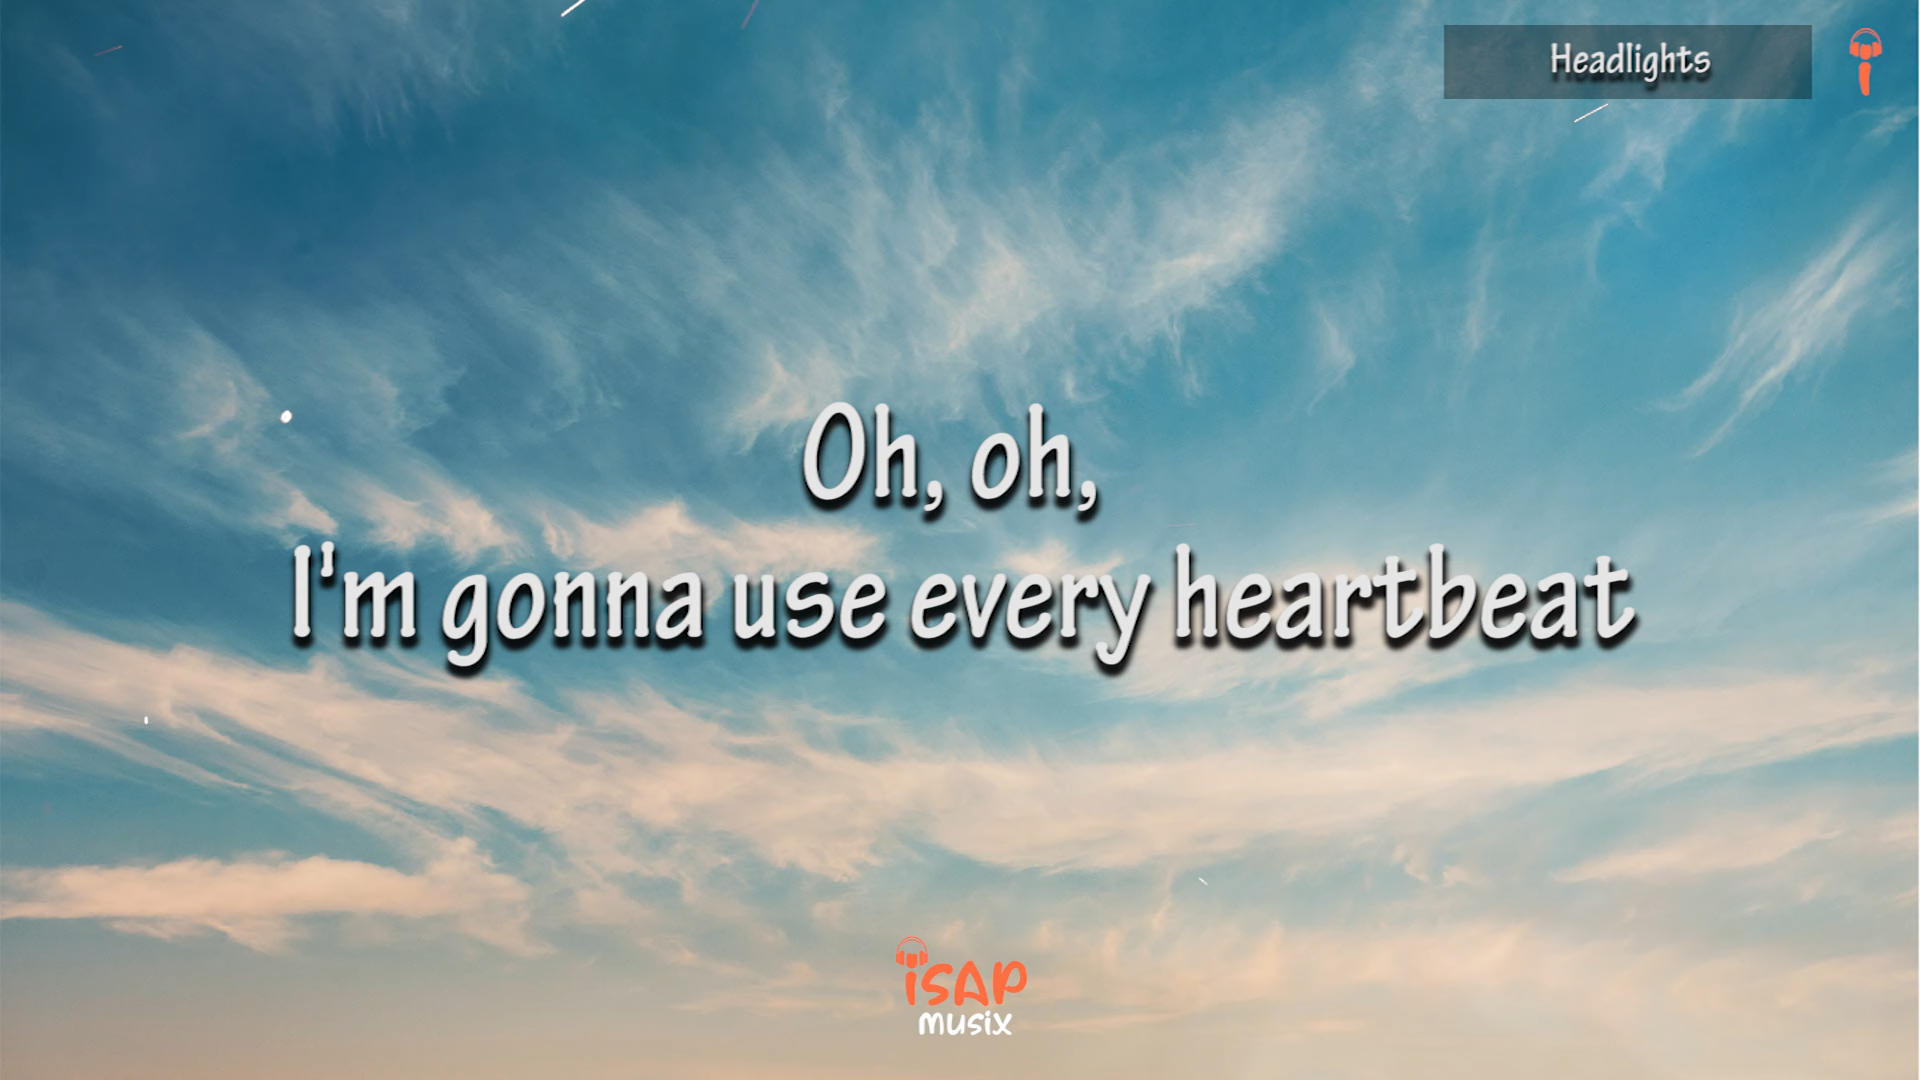 Headlights
Oh, oh,
I'm gonna use every heartbeat
iSAP
musix